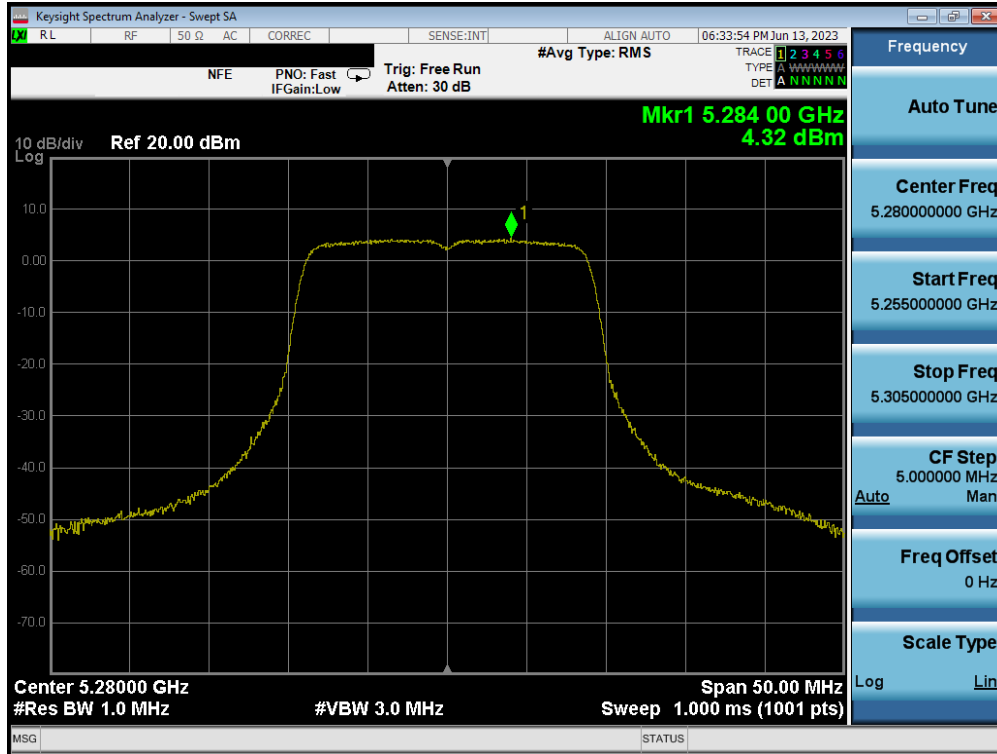 Keysight Spectrum Analyzer - Swept SA
LXI RL RF 50 Ω AC CORREC SENSE:INT ALIGN AUTO 06:33:54 PM Jun 13, 2023
#Avg Type: RMS
TRACE 1 2 3 4 5 6
TYPE A WWWWW
DET A N N N N N
NFE PNO: Fast Trig: Free Run
IFGain:Low Atten: 30 dB
Mkr1 5.284 00 GHz
4.32 dBm
10 dB/div Ref 20.00 dBm
Log
1
10.0
0.00
-10.0
-20.0
-30.0
-40.0
-50.0
-60.0
-70.0
Center 5.28000 GHz Span 50.00 MHz
#Res BW 1.0 MHz #VBW 3.0 MHz Sweep 1.000 ms (1001 pts)
MSG STATUS
Frequency
Auto Tune
Center Freq
5.280000000 GHz
Start Freq
5.255000000 GHz
Stop Freq
5.305000000 GHz
CF Step
5.000000 MHz
Auto Man
Freq Offset
0 Hz
Scale Type
Log Lin